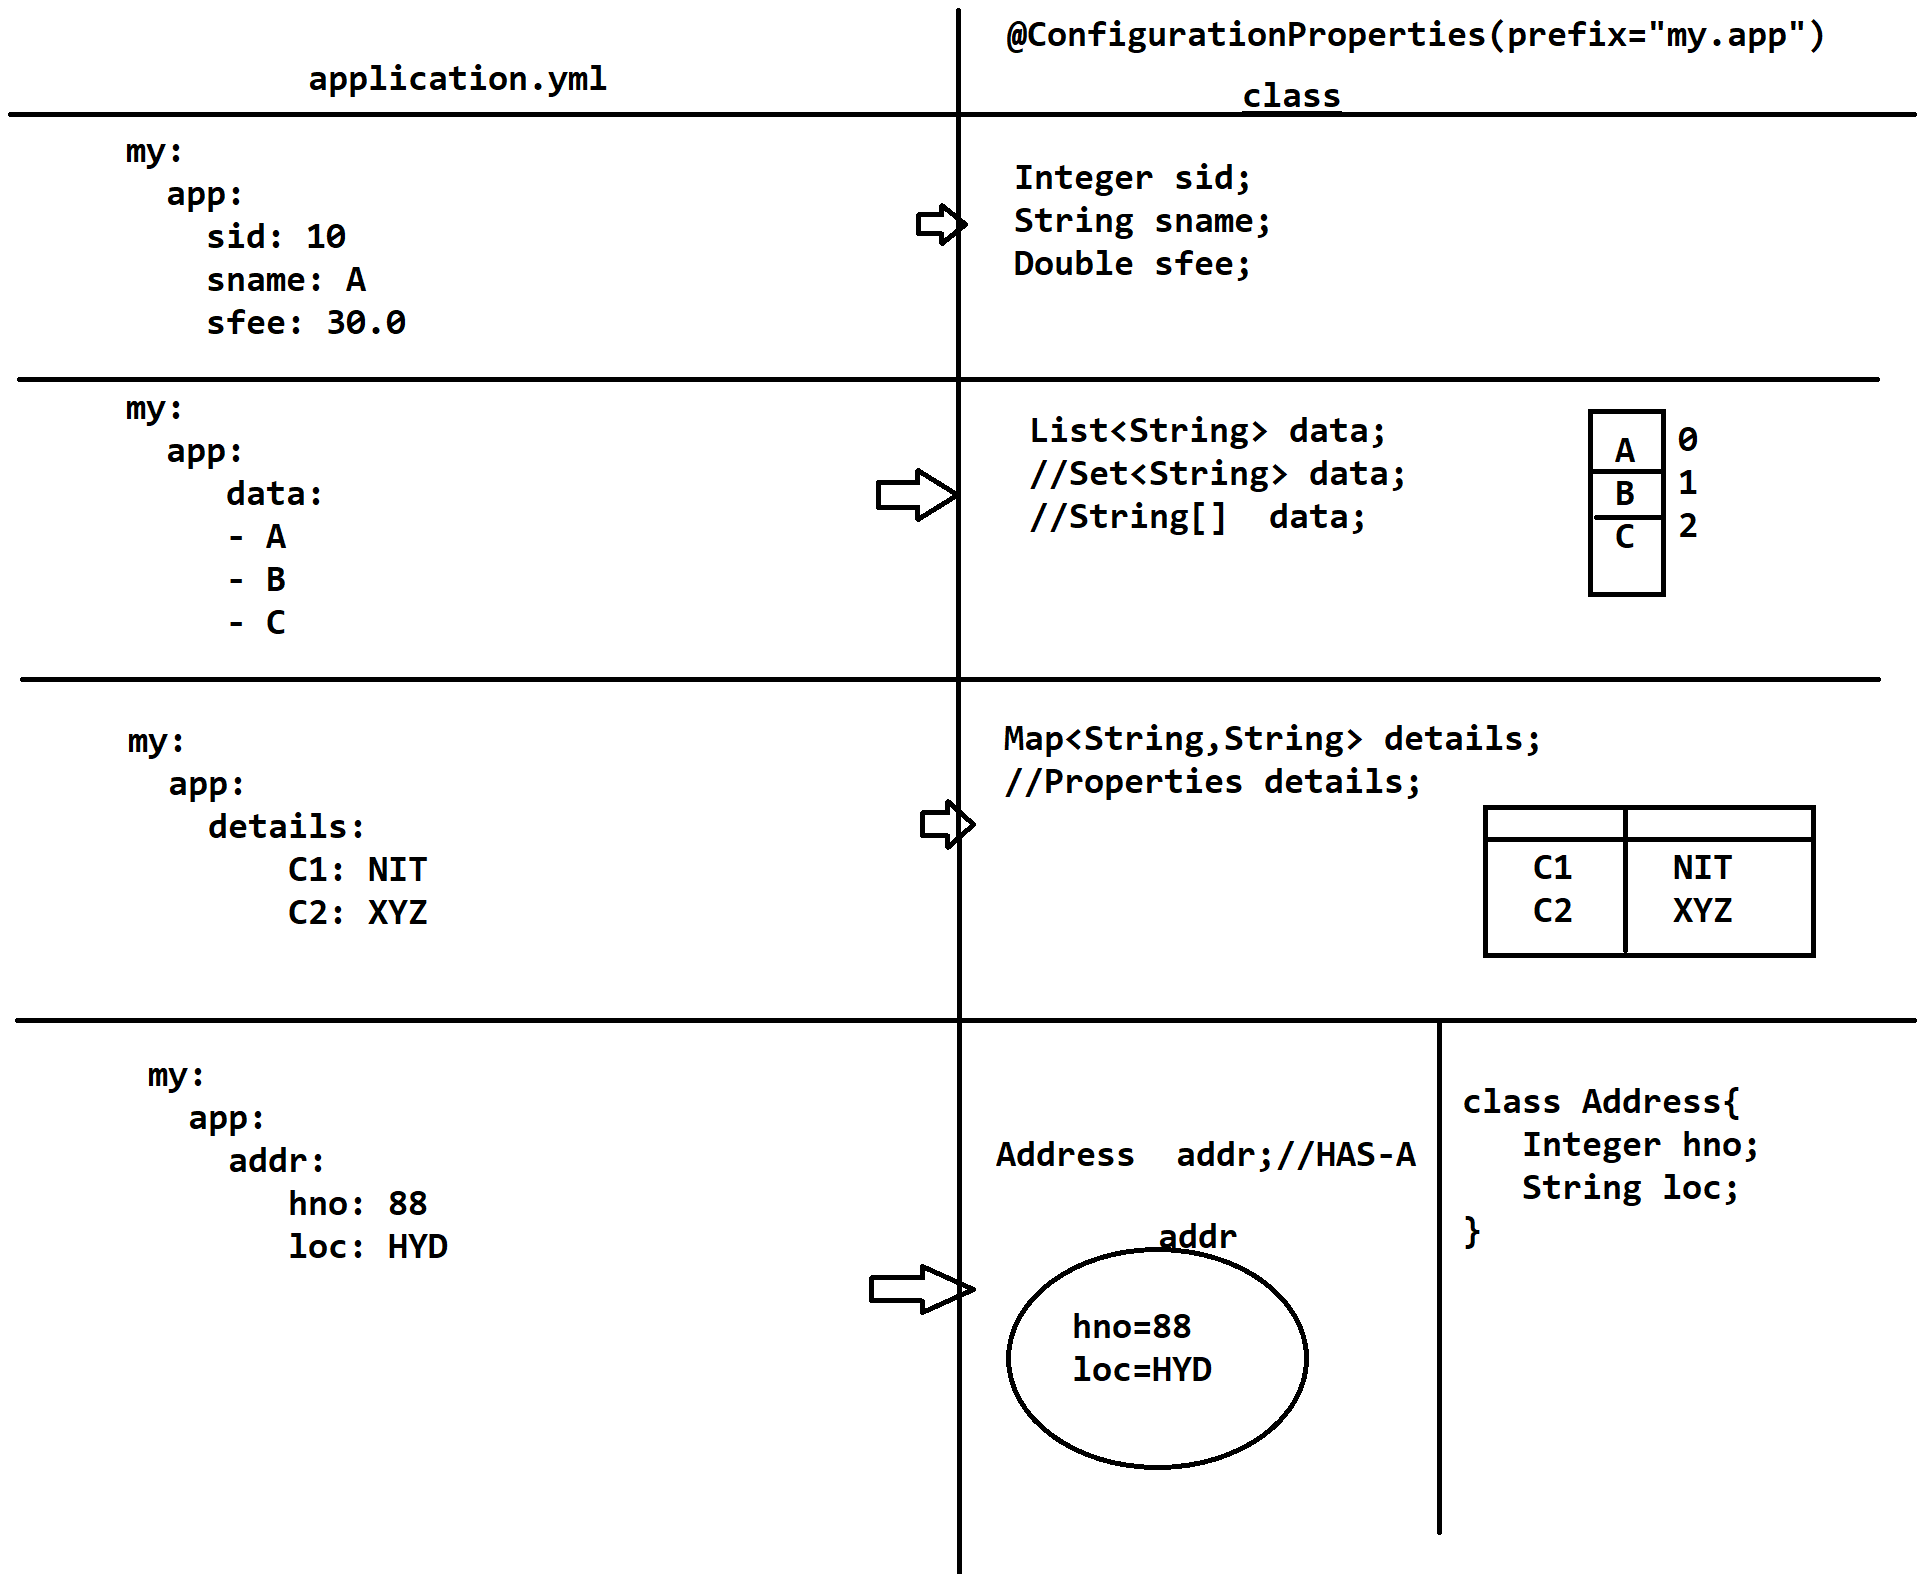 application.yml
@ConfigurationProperties(prefix="my.app")
class
my:
app:
sid: 10
sname: A
sfee: 30.0
Integer sid;
String sname;
Double sfee;
my:
app:
data:
- A
- B
- C
List<String> data;
//Set<String> data;
//String[]  data;
A 0
B 1
C 2
my:
app:
details:
C1: NIT
C2: XYZ
Map<String,String> details;
//Properties details;
C1 NIT
C2 XYZ
my:
app:
addr:
hno: 88
loc: HYD
Address  addr;//HAS-A
addr
hno=88
loc=HYD
class Address{
Integer hno;
String loc;
}